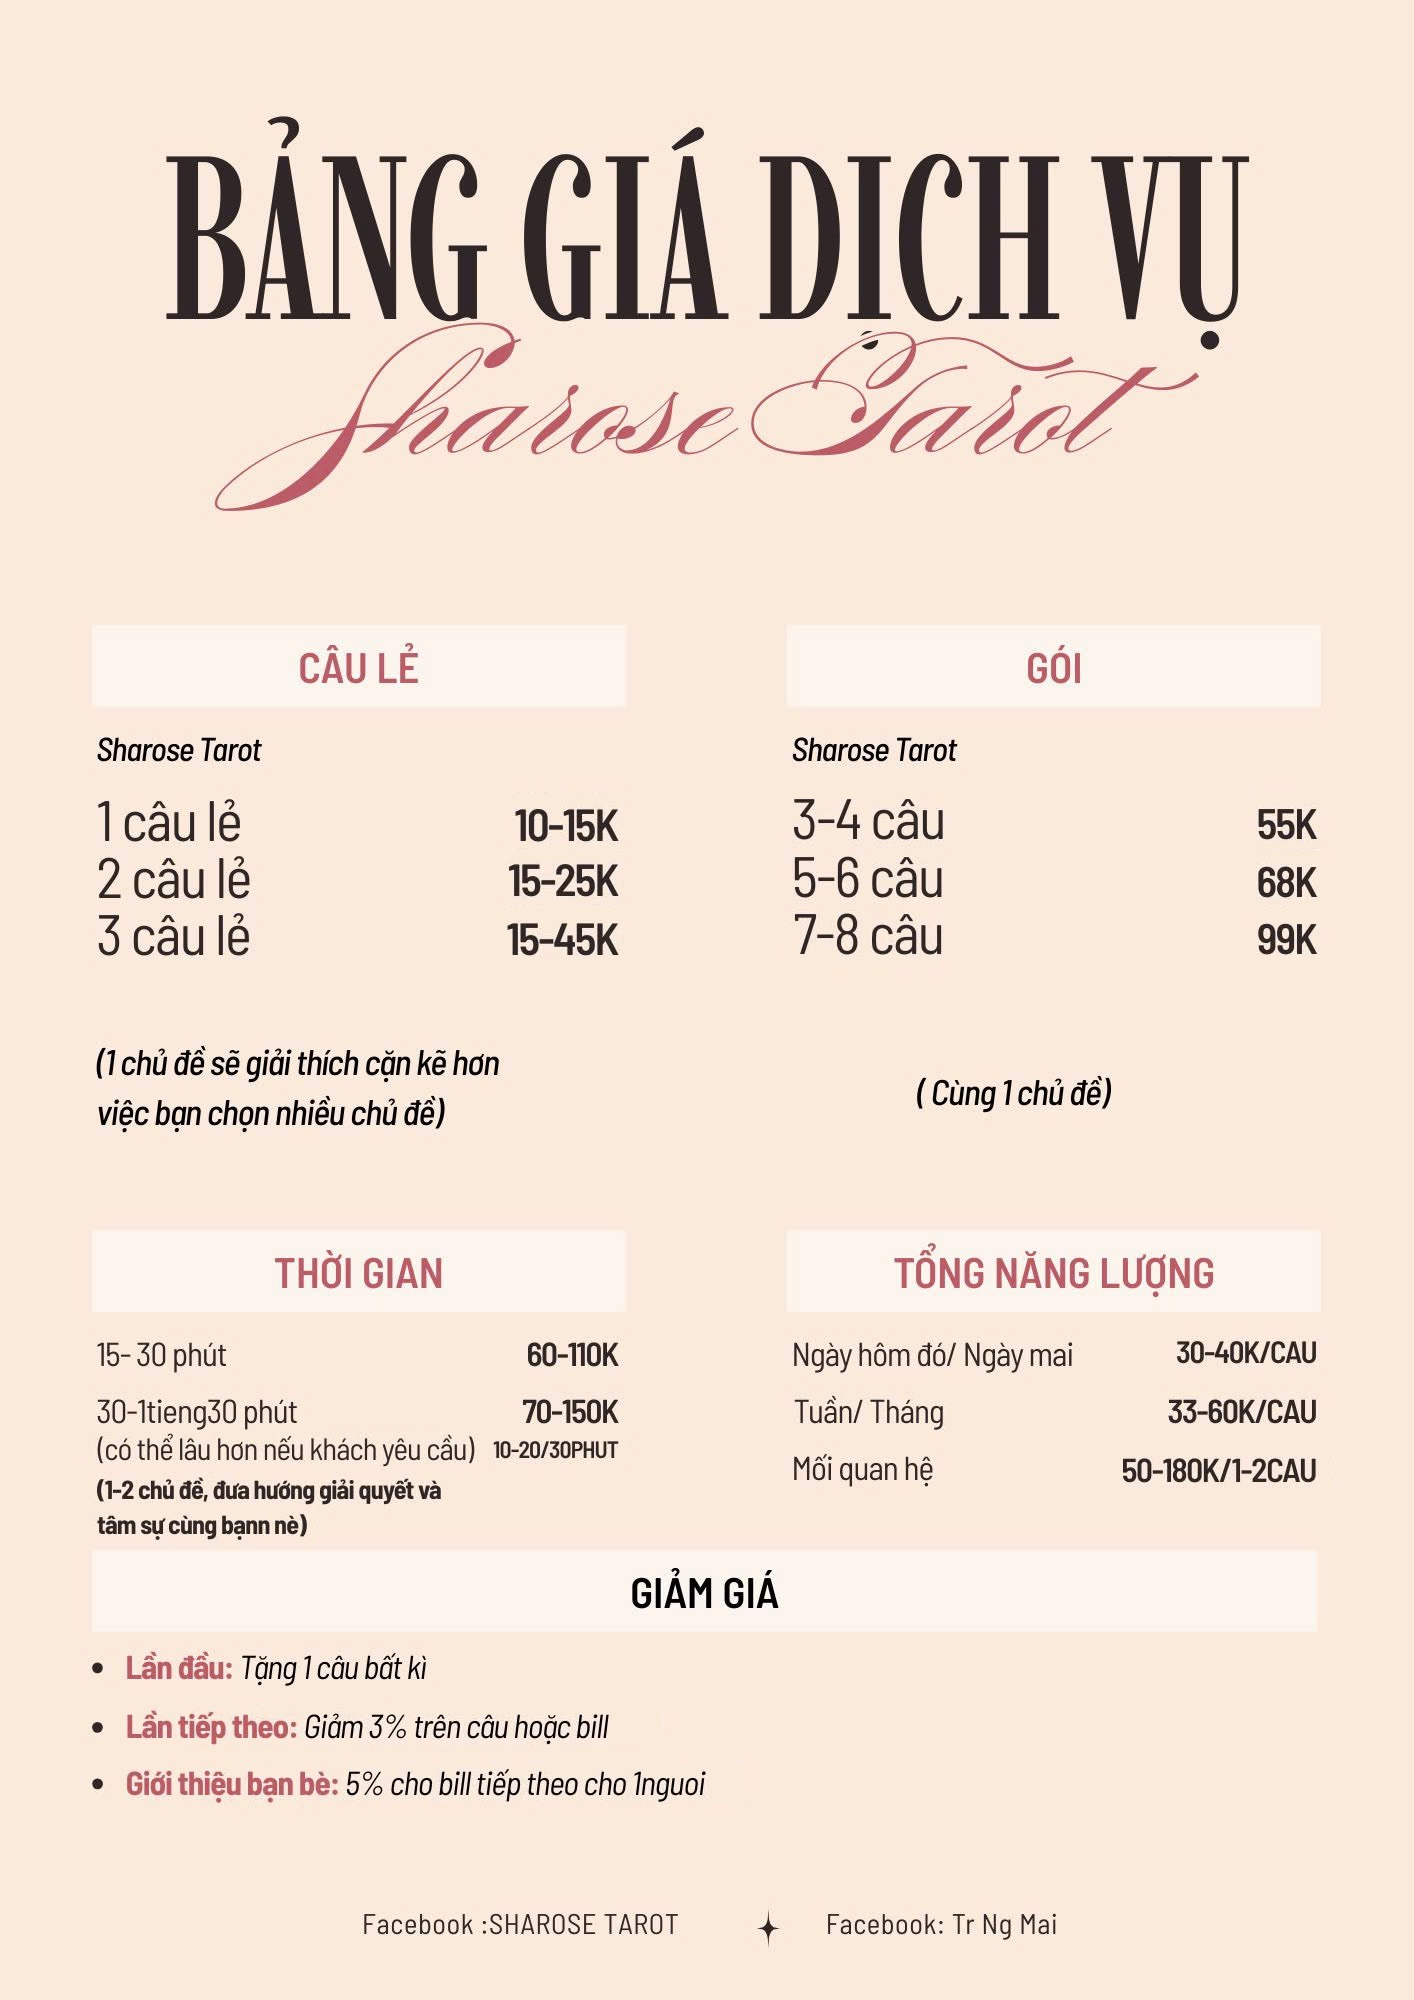 BẢNG GIÁ DỊCH VỤ
Sharose Tarot
CÂU LẺ
Sharose Tarot
1 câu lẻ 10-15K
2 câu lẻ 15-25K
3 câu lẻ 15-45K
(1 chủ đề sẽ giải thích cặn kẽ hơn
việc bạn chọn nhiều chủ đề)
GÓI
Sharose Tarot
3-4 câu 55K
5-6 câu 68K
7-8 câu 99K
( Cùng 1 chủ đề)
THỜI GIAN
15- 30 phút 60-110K
30-1tieng30 phút 70-150K
(có thể lâu hơn nếu khách yêu cầu) 10-20/30PHUT
(1-2 chủ đề, đưa hướng giải quyết và
tâm sự cùng bạnn nè)
TỔNG NĂNG LƯỢNG
Ngày hôm đó/ Ngày mai 30-40K/CAU
Tuần/ Tháng 33-60K/CAU
Mối quan hệ 50-180K/1-2CAU
GIẢM GIÁ
• Lần đầu: Tặng 1 câu bất kì
• Lần tiếp theo: Giảm 3% trên câu hoặc bill
• Giới thiệu bạn bè: 5% cho bill tiếp theo cho 1nguoi
Facebook :SHAROSE TAROT Facebook: Tr Ng Mai